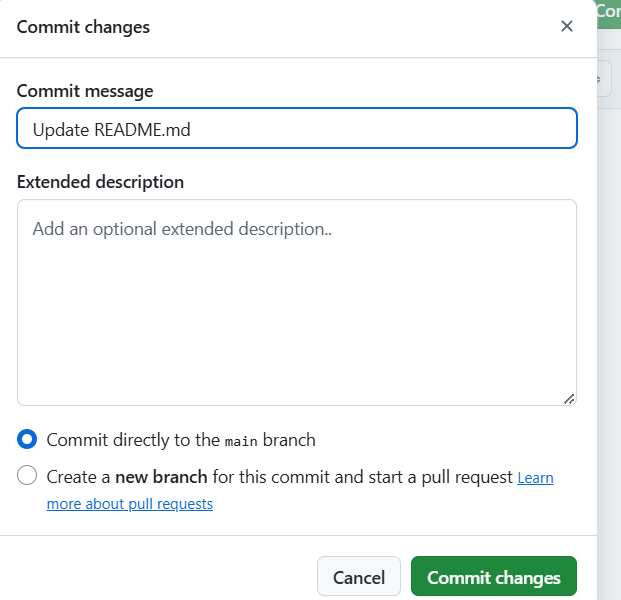 Commit changes
Commit message
Update README.md
Extended description
Add an optional extended description..
Commit directly to the main branch
Create a new branch for this commit and start a pull request Learn
more about pull requests
Cancel
Commit changes